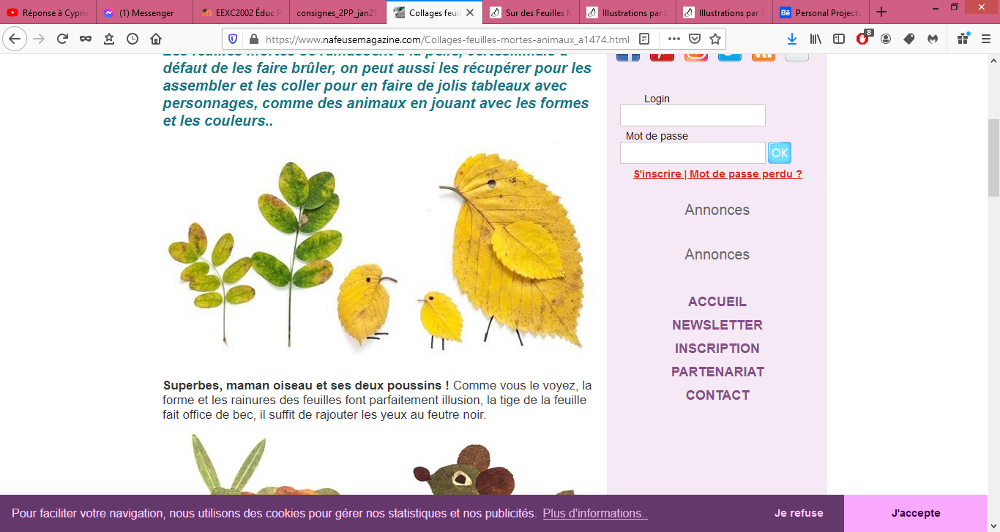 Réponse à Cyprie
(1) Messenger
EEXC2002 Éduc P
consignes_2PP_jan21
Collages feuil
Sur des Feuilles M
Illustrations par L
Illustrations par T
Personal Projects
https://www.nafeusemagazine.com/Collages-feuilles-mortes-animaux_a1474.html
8
défaut de les faire brûler, on peut aussi les récupérer pour les
assembler et les coller pour en faire de jolis tableaux avec
personnages, comme des animaux en jouant avec les formes
et les couleurs..
Superbes, maman oiseau et ses deux poussins ! Comme vous le voyez, la
forme et les rainures des feuilles font parfaitement illusion, la tige de la feuille
fait office de bec, il suffit de rajouter les yeux au feutre noir.
Login
Mot de passe
OK
S'inscrire | Mot de passe perdu ?
Annonces
Annonces
ACCUEIL
NEWSLETTER
INSCRIPTION
PARTENARIAT
CONTACT
Pour faciliter votre navigation, nous utilisons des cookies pour gérer nos statistiques et nos publicités. Plus d'informations..
Je refuse
J'accepte